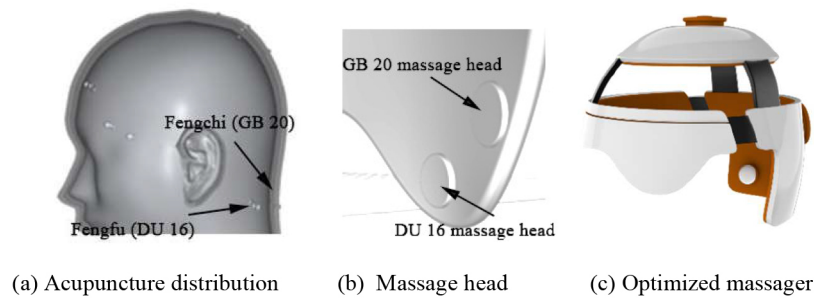 Fengchi (GB 20)
Fengfu (DU 16)
GB 20 massage head
DU 16 massage head
(a) Acupuncture distribution
(b) Massage head
(c) Optimized massager